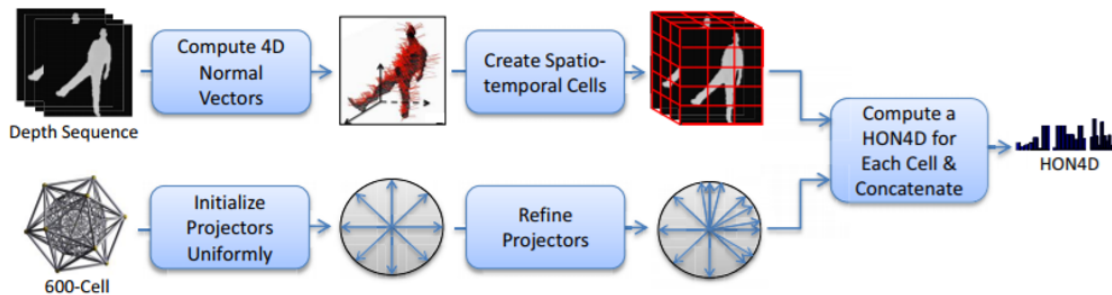 Depth Sequence
Compute 4D
Normal
Vectors
Create Spatio-
temporal Cells
Compute a
HON4D for
Each Cell &
Concatenate
HON4D
600-Cell
Initialize
Projectors
Uniformly
Refine
Projectors